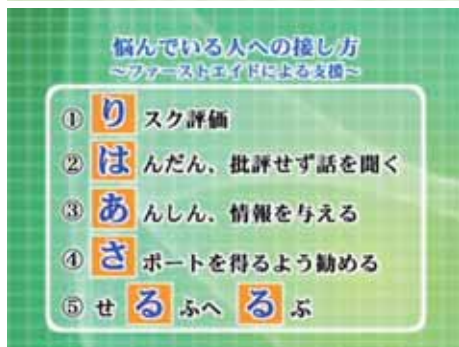 悩んでいる人への接し方
~ファーストエイドによる支援~
① りスク評価
② はんだん、批評せず話を聞く
③ あんしん、情報を与える
④ さポートを得るよう勧める
⑤ せるふへるぷ